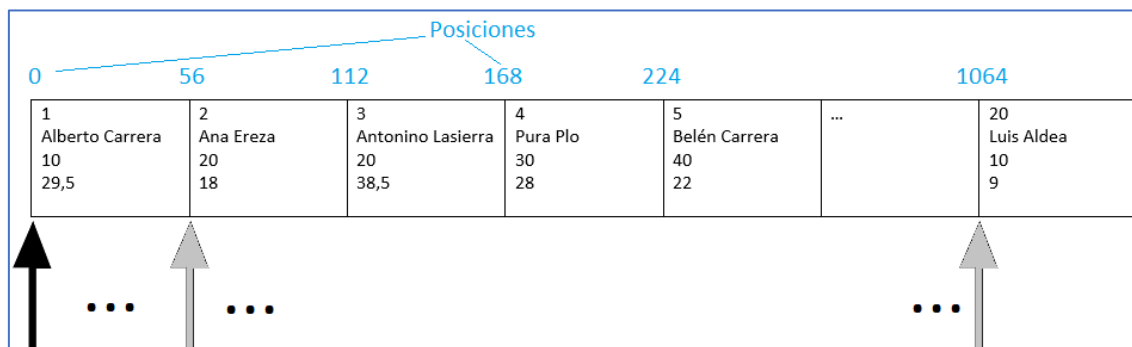 Posiciones
0 56 112 168 224 1064
1 2 3 4 5 ... 20
Alberto Carrera Ana Ereza Antonino Lasierra Pura Plo Belén Carrera Luis Aldea
10 20 20 30 40 10
29,5 18 38,5 28 22 9
... ... ...